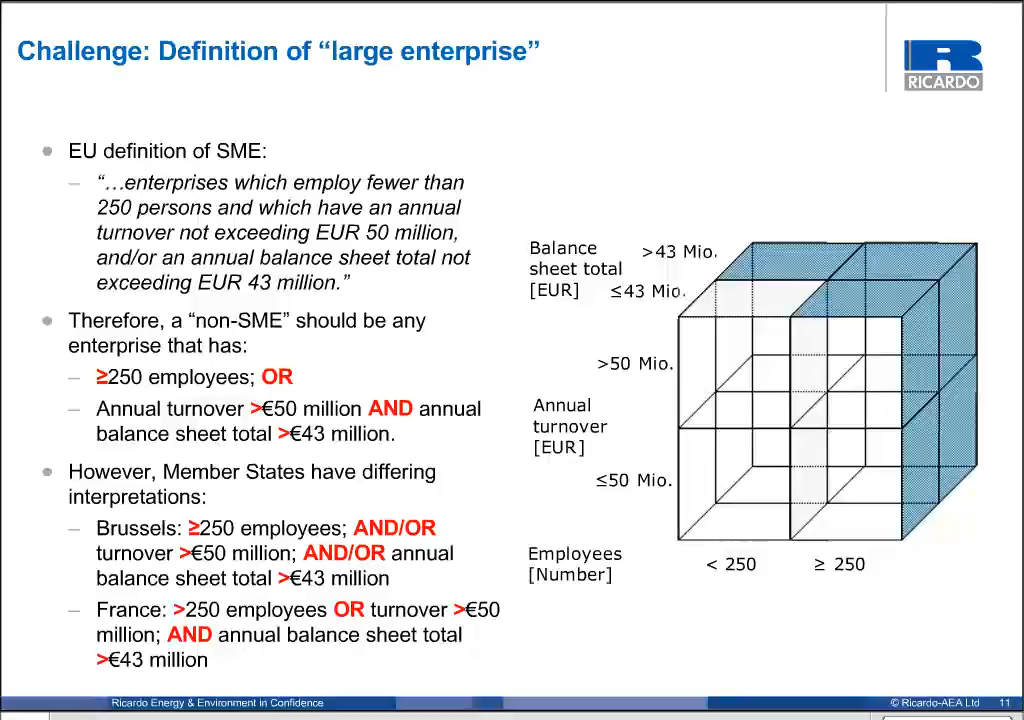 Challenge: Definition of “large enterprise”
RICARDO
EU definition of SME:
– “…enterprises which employ fewer than
250 persons and which have an annual
turnover not exceeding EUR 50 million,
and/or an annual balance sheet total not
exceeding EUR 43 million.”
Therefore, a “non-SME” should be any
enterprise that has:
– ≥250 employees; OR
– Annual turnover >€50 million AND annual
balance sheet total >€43 million.
However, Member States have differing
interpretations:
– Brussels: ≥250 employees; AND/OR
turnover >€50 million; AND/OR annual
balance sheet total >€43 million
– France: >250 employees OR turnover >€50
million; AND annual balance sheet total
>€43 million
Balance
sheet total
[EUR]
>43 Mio.
≤43 Mio.
>50 Mio.
Annual
turnover
[EUR]
≤50 Mio.
Employees
[Number]
< 250
≥ 250
Ricardo Energy & Environment in Confidence
© Ricardo-AEA Ltd
11